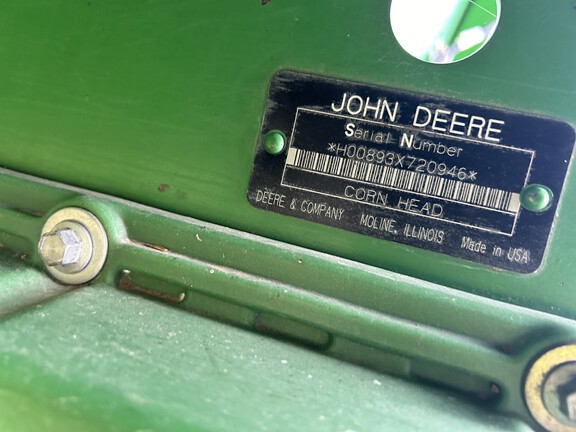 JOHN DEERE
Serial Number
*H00893X720946*
CORN HEAD
DEERE & COMPANY MOLINE, ILLINOIS Made in USA